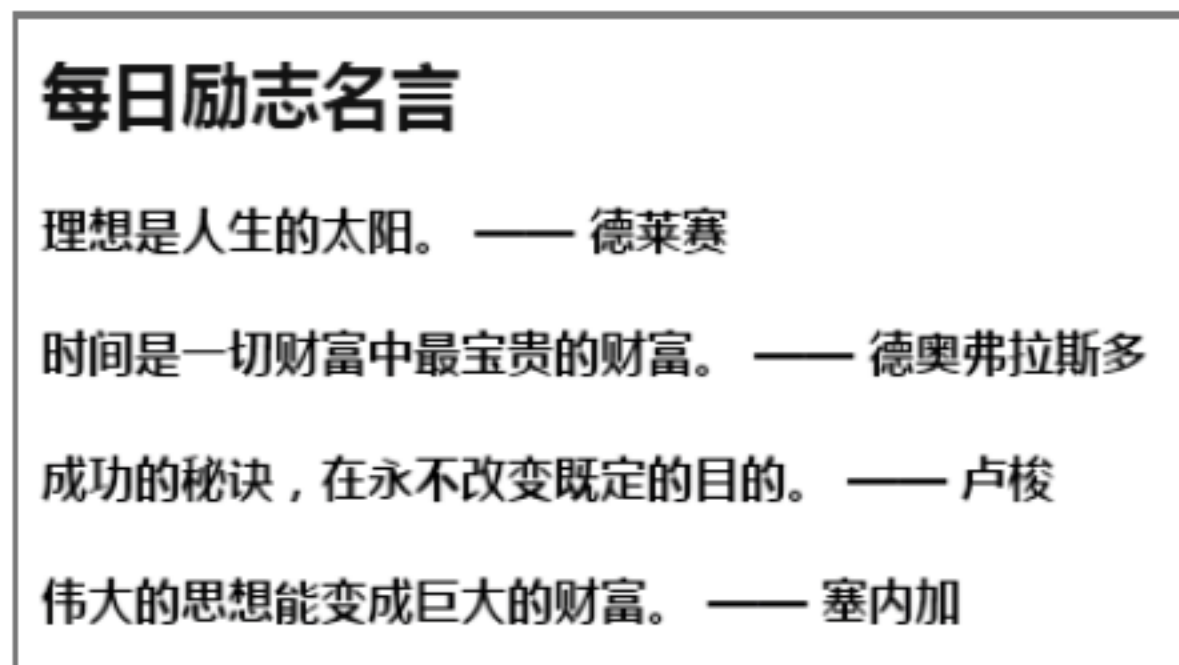 每日励志名言
理想是人生的太阳。 —— 德莱赛
时间是一切财富中最宝贵的财富。 —— 德奥弗拉斯多
成功的秘诀，在永不改变既定的目的。 —— 卢梭
伟大的思想能变成巨大的财富。 —— 塞内加